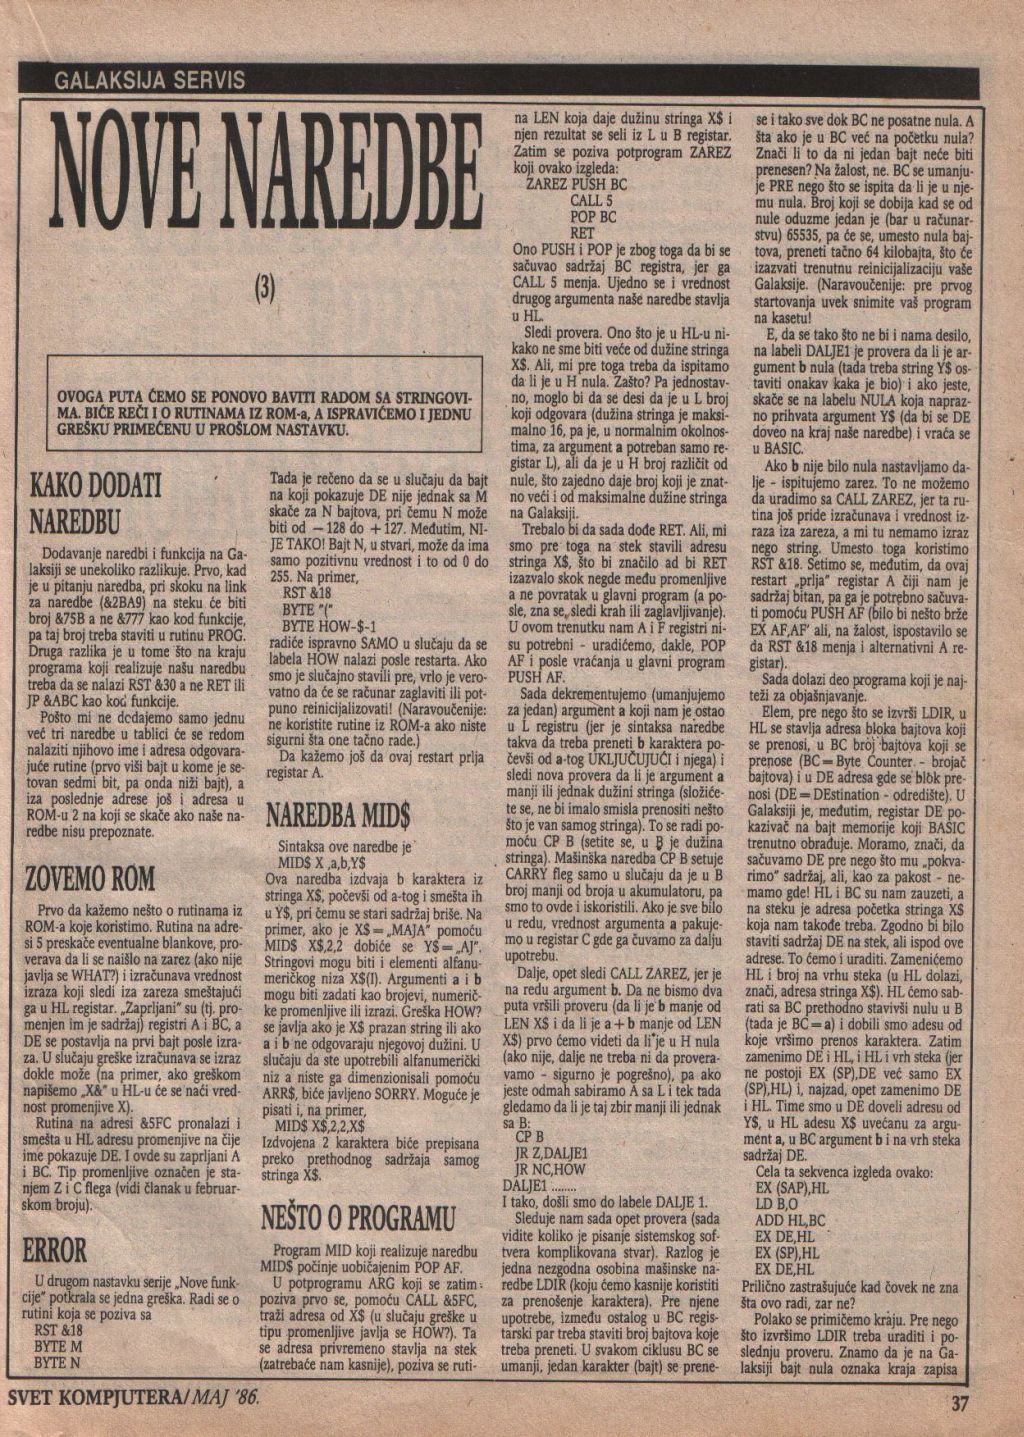 GALAKSIJA SERVIS
NOVE NAREDBE
(3)
OVOGA PUTA ĆEMO SE PONOVO BAVITI RADOM SA STRINGOVI-
MA. BIĆE REČI I O RUTINAMA IZ ROM-a, A ISPRAVIĆEMO I JEDNU
GREŠKU PRIMEĆENU U PROŠLOM NASTAVKU.
KAKO DODATI
NAREDBU
Dodavanje naredbi i funkcija na Ga-
laksiji se unekoliko razlikuje. Prvo, kad
je u pitanju naredba, pri skoku na link
za naredbe (&2BA9) na steku će biti
broj &75B a ne &777 kao kod funkcije,
pa taj broj treba staviti u rutinu PROG.
Druga razlika je u tome što na kraju
programa koji realizuje našu naredbu
treba da se nalazi RST &30 a ne RET ili
JP &ABC kao kod funkcije.
Pošto mi ne dodajemo samo jednu
već tri naredbe u tablici će se redom
nalaziti njihovo ime i adresa odgovara-
juće rutine (prvo viši bajt u kome je se-
tovan sedmi bit, pa onda niži bajt), a
iza poslednje adrese još i adresa u
ROM-u 2 na koji se skače ako naše na-
redbe nisu prepoznate.
ZOVEMO ROM
Prvo da kažemo nešto o rutinama iz
ROM-a koje koristimo. Rutina na adre-
si 5 preskače eventualne blankove, pro-
verava da li se naišlo na zarez (ako nije
javlja se WHAT?) i izračunava vrednost
izraza koji sledi iza zareza smeštajući
ga u HL registar. „Zaprljani” su (tj. pro-
menjen im je sadržaj) registri A i BC, a
DE se postavlja na prvi bajt posle izra-
za. U slučaju greške izračunava se izraz
dokle može (na primer, ako greškom
napišemo „X&” u HL-u će se naći vred-
nost promenjive X).
Rutina na adresi &5FC pronalazi i
smešta u HL adresu promenjive na čije
ime pokazuje DE. I ovde su zaprljani A
i BC. Tip promenljive označen je sta-
njem Z i C flega (vidi članak u februar-
skom broju).
ERROR
U drugom nastavku serije „Nove funk-
cije” potkrala se jedna greška. Radi se o
rutini koja se poziva sa
RST &18
BYTE M
BYTE N
Tada je rečeno da se u slučaju da bajt
na koji pokazuje DE nije jednak sa M
skače za N bajtova, pri čemu N može
biti od —128 do +127. Međutim, NI-
JE TAKO! Bajt N, u stvari, može da ima
samo pozitivnu vrednost i to od 0 do
255. Na primer,
RST &18
BYTE "("
BYTE HOW-$-1
radiće ispravno SAMO u slučaju da se
labela HOW nalazi posle restarta. Ako
smo je slučajno stavili pre, vrlo je vero-
vatno da će se računar zaglaviti ili pot-
puno reinicijalizovati! (Naravoučenije:
ne koristite rutine iz ROM-a ako niste
sigurni šta one tačno rade.)
Da kažemo još da ovaj restart prlja
registar A.
NAREDBA MID$
Sintaksa ove naredbe je
MID$ X ,a,b,Y$
Ova naredba izdvaja b karaktera iz
stringa X$, počevši od a-tog i smešta ih
u Y$, pri čemu se stari sadržaj briše. Na
primer, ako je X$=„MAJA” pomoću
MID$ X$,2,2 dobiće se Y$=„AJ”.
Stringovi mogu biti i elementi alfanu-
meričkog niza X$(I). Argumenti a i b
mogu biti zadati kao brojevi, numerič-
ke promenljive ili izrazi. Greška HOW?
se javlja ako je X$ prazan string ili ako
a i b ne odgovaraju njegovoj dužini. U
slučaju da ste upotrebili alfanumerički
niz a niste ga dimenzionisali pomoću
ARR$, biće javljeno SORRY. Moguće je
pisati i, na primer,
MID$ X$,2,2,X$
Izdvojena 2 karaktera biće prepisana
preko prethodnog sadržaja samog
stringa X$.
NEŠTO O PROGRAMU
Program MID koji realizuje naredbu
MID$ počinje uobičajenim POP AF.
U potprogramu ARG koji se zatim
poziva prvo se, pomoću CALL &5FC,
traži adresa od X$ (u slučaju greške u
tipu promenljive javlja se HOW?). Ta
se adresa privremeno stavlja na stek
(zatrebaće nam kasnije), poziva se ruti-
na LEN koja daje dužinu stringa X$ i
njen rezultat se seli iz L u B registar.
Zatim se poziva potprogram ZAREZ
koji ovako izgleda:
ZAREZ PUSH BC
CALL 5
POP BC
RET
Ono PUSH i POP je zbog toga da bi se
sačuvao sadržaj BC registra, jer ga
CALL 5 menja. Ujedno se i vrednost
drugog argumenta naše naredbe stavlja
u HL.
Sledi provera. Ono što je u HL-u ni-
kako ne sme biti veće od dužine stringa
X$. Ali, mi pre toga treba da ispitamo
da li je u H nula. Zašto? Pa jednostav-
no, moglo bi da se desi da je u L broj
koji odgovara (dužina stringa je maksi-
malno 16, pa je, u normalnim okolnos-
tima, za argument a potreban samo re-
gistar L), ali da je u H broj različit od
nule, što zajedno daje broj koji je znat-
no veći i od maksimalne dužine stringa
na Galaksiji.
Trebalo bi da sada dođe RET. Ali, mi
smo pre toga na stek stavili adresu
stringa X$, što bi značilo ad bi RET
izazvalo skok negde među promenljive
a ne povratak u glavni program (a po-
sle, zna se, sledi krah ili zaglavljivanje).
U ovom trenutku nam A i F registri ni-
su potrebni - uradićemo, dakle, POP
AF i posle vraćanja u glavni program
PUSH AF.
Sada dekrementujemo (umanjujemo
za jedan) argument a koji nam je ostao
u L registru (jer je sintaksa naredbe
takva da treba preneti b karaktera po-
čevši od a-tog UKLJUČUJUĆI i njega) i
sledi nova provera da li je argument a
manji ili jednak dužini stringa (složiće-
te se, ne bi imalo smisla prenositi nešto
što je van samog stringa). To se radi po-
moću CP B (setite se, u B je dužina
stringa). Mašinska naredba CP B setuje
CARRY fleg samo u slučaju da je u B
broj manji od broja u akumulatoru, pa
smo to ovde i iskoristili. Ako je sve bilo
u redu, vrednost argumenta a pakuje-
mo u registar C gde ga čuvamo za dalju
upotrebu.
Dalje, opet sledi CALL ZAREZ, jer je
na redu argument b. Da ne bismo dva
puta vršili proveru (da li je b manje od
LEN X$ i da li je a+b manje od LEN
X$) prvo ćemo videti da li je u H nula
(ako nije, dalje ne treba ni da provera-
vamo - sigurno je pogrešno), pa ako
jeste odmah sabiramo A sa L i tek tada
gledamo da li je taj zbir manji ili jednak
sa B:
CP B
JR Z,DALJE1
JR NC,HOW
DALJE1 ........
I tako, došli smo do labele DALJE 1.
Sleduje nam sada opet provera (sada
vidite koliko je pisanje sistemskog sof-
tvera komplikovana stvar). Razlog je
jedna nezgodna osobina mašinske na-
redbe LDIR (koju ćemo kasnije koristiti
za prenošenje karaktera). Pre njene
upotrebe, između ostalog u BC regis-
tarski par treba staviti broj bajtova koje
treba preneti. U svakom ciklusu BC se
umanji, jedan karakter (bajt) se prene-
se i tako sve dok BC ne posatne nula. A
šta ako je u BC već na početku nula?
Znači li to da ni jedan bajt neće biti
prenesen? Na žalost, ne. BC se umanju-
je PRE nego što se ispita da li je u nje-
mu nula. Broj koji se dobija kad se od
nule oduzme jedan je (bar u računar-
stvu) 65535, pa će se, umesto nula baj-
tova, preneti tačno 64 kilobajta, što će
izazvati trenutnu reinicijalizaciju vaše
Galaksije. (Naravoučenije: pre prvog
startovanja uvek snimite vaš program
na kasetu!
E, da se tako što ne bi i nama desilo,
na labeli DALJE1 je provera da li je ar-
gument b nula (tada treba string Y$ os-
taviti onakav kaka je bio) i ako jeste,
skače se na labelu NULA koja napraz-
no prihvata argument Y$ (da bi se DE
doveo na kraj naše naredbe) i vraća se
u BASIC.
Ako b nije bilo nula nastavljamo da-
lje - ispitujemo zarez. To ne možemo
da uradimo sa CALL ZAREZ, jer ta ru-
tina još pride izračunava i vrednost iz-
raza iza zareza, a mi tu nemamo izraz
nego string. Umesto toga koristimo
RST &18. Setimo se, međutim, da ovaj
restart „prlja” registar A čiji nam je
sadržaj bitan, pa ga je potrebno sačuva-
ti pomoću PUSH AF (bilo bi nešto brže
EX AF,AF' ali, na žalost, ispostavilo se
da RST &18 menja i alternativni A re-
gistar).
Sada dolazi deo programa koji je naj-
teži za objašnjavanje.
Elem, pre nego što se izvrši LDIR, u
HL se stavlja adresa bloka bajtova koji
se prenosi, u BC broj bajtova koji se
prenose (BC=Byte Counter - brojač
bajtova) i u DE adresa gde se blok pre-
nosi (DE=DEstination - odredište). U
Galaksiji je, međutim, registar DE po-
kazivač na bajt memorije koji BASIC
trenutno obrađuje. Moramo, znači, da
sačuvamo DE pre nego što mu „pokva-
rimo” sadržaj, ali, kao za pakost - ne-
mamo gde! HL i BC su nam zauzeti, a
na steku je adresa početka stringa X$
koja nam takođe treba. Zgodno bi bilo
staviti sadržaj DE na stek, ali ispod ove
adrese. To ćemo i uraditi. Zamenićemo
HL i broj na vrhu steka (u HL dolazi,
znači, adresa stringa X$). HL ćemo sab-
rati sa BC prethodno stavivši nulu u B
(tada je BC=a) i dobili smo adesu od
koje vršimo prenos karaktera. Zatim
zamenimo DE i HL, i HL i vrh steka (jer
ne postoji EX (SP),DE već samo EX
(SP),HL) i, najzad, opet zamenimo DE
i HL. Time smo u DE doveli adresu od
Y$, u HL adesu X$ uvećanu za argu-
ment a, u BC argument b i na vrh steka
sadržaj DE.
Cela ta sekvenca izgleda ovako:
EX (SAP),HL
LD B,O
ADD HL,BC
EX DE,HL
EX (SP),HL
EX DE,HL
Prilično zastrašujuće kad čovek ne zna
šta ovo radi, zar ne?
Polako se primičemo kraju. Pre nego
što izvršimo LDIR treba uraditi i po-
slednju proveru. Znamo da je na Ga-
laksiji bajt nula oznaka kraja zapisa
SVET KOMPJUTERA/MAJ '86.
37